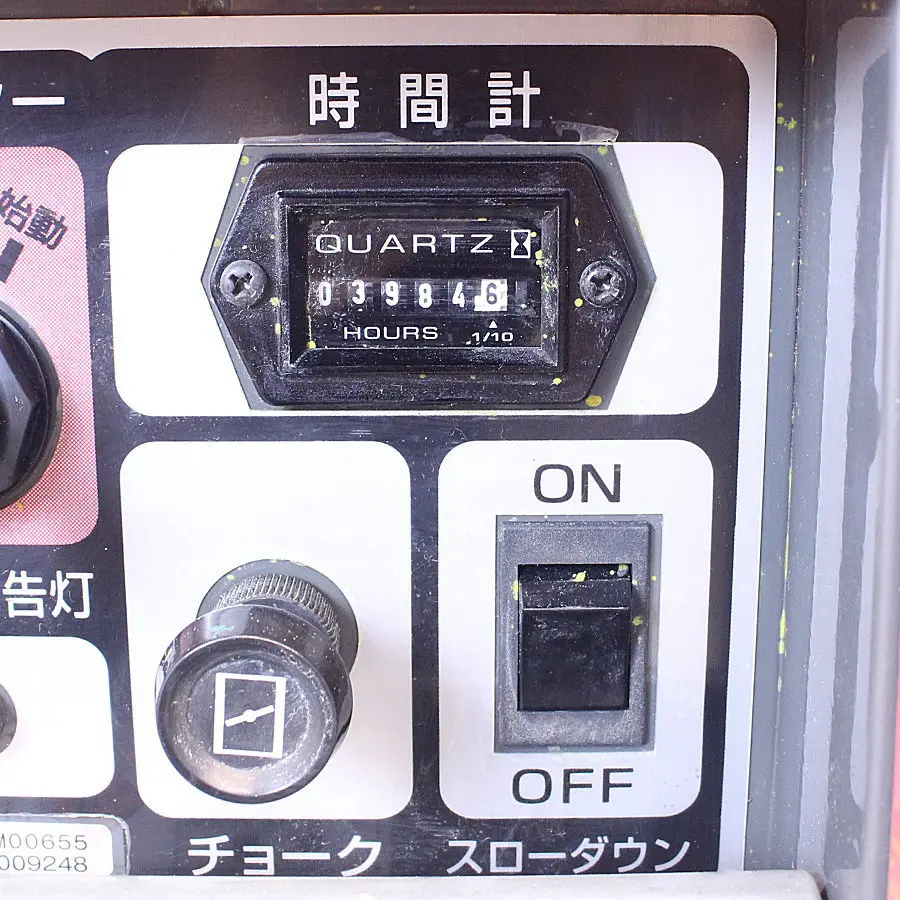 ー
時間計
始動
QUARTZ
039846
HOURS 1/10
ON
告灯
OFF
M00655
009248
チョーク
スローダウン